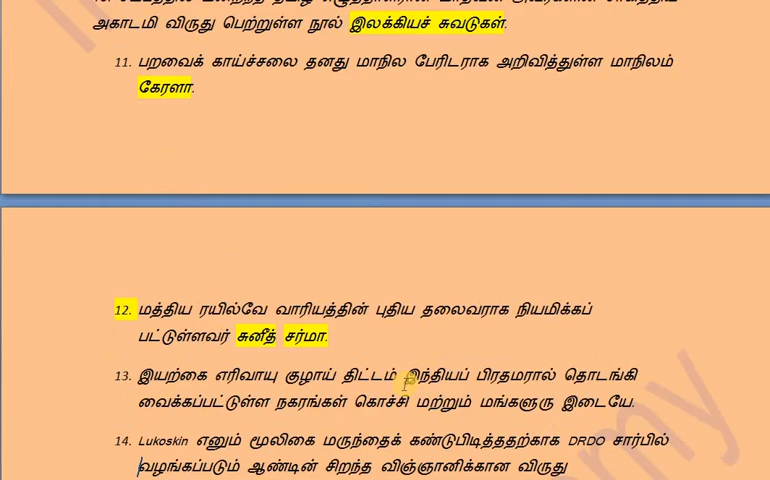 அகாடமி விருது பெற்றுள்ள நூல் இலக்கியச் சுவடுகள்.
11. பறவைக் காய்ச்சலை தனது மாநில பேரிடராக அறிவித்துள்ள மாநிலம்
கேரளா.
12. மத்திய ரயில்வே வாரியத்தின் புதிய தலைவராக நியமிக்கப்
பட்டுள்ளவர் சுனீத் சர்மா.
13. இயற்கை எரிவாயு குழாய் திட்டம் இந்தியப் பிரதமரால் தொடங்கி
வைக்கப்பட்டுள்ள நகரங்கள் கொச்சி மற்றும் மங்களுரு இடையே.
14. Lukoskin எனும் மூலிகை மருந்தைக் கண்டுபிடித்ததற்காக DRDO சார்பில்
வழங்கப்படும் ஆண்டின் சிறந்த விஞ்ஞானிக்கான விருது